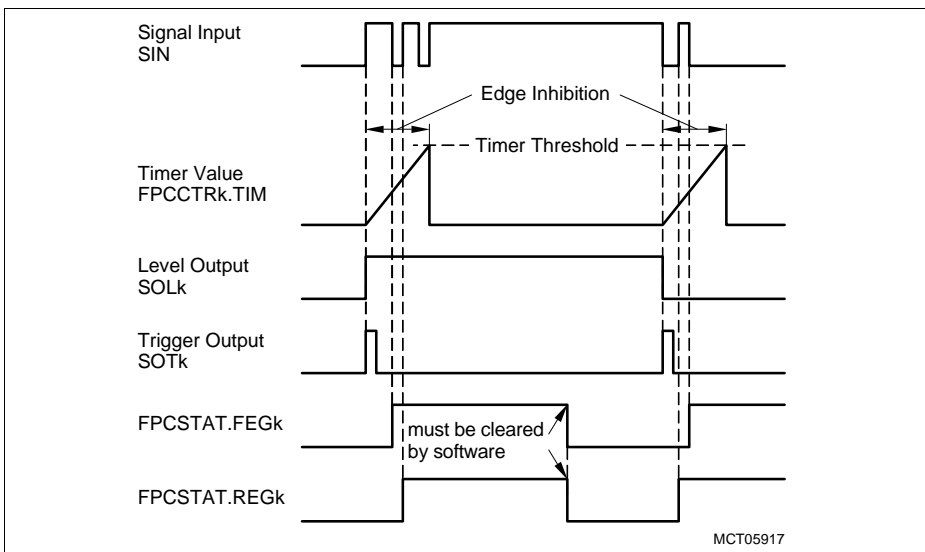 Signal Input
SIN
Edge Inhibition
Timer Threshold
Timer Value
FPCCTRk.TIM
Level Output
SOLk
Trigger Output
SOTk
FPCSTAT.FEGk
must be cleared
by software
FPCSTAT.REGk
MCT05917